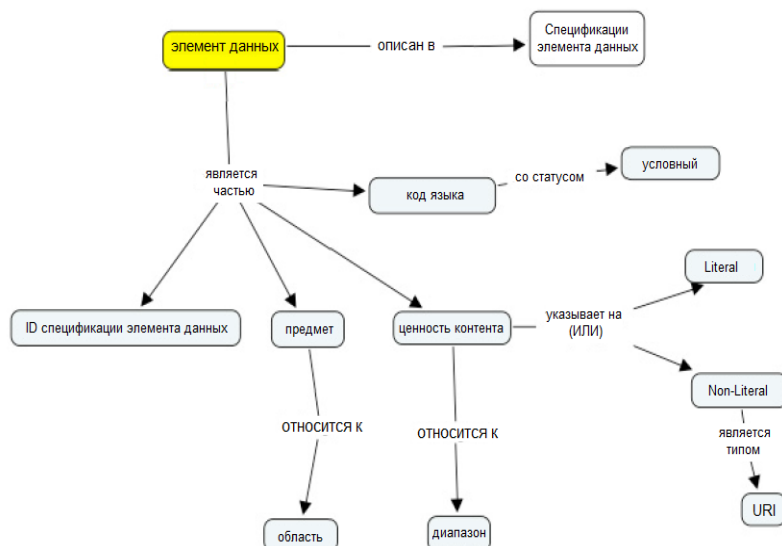 элемент данных
описан в
Спецификации
элемента данных
является
частью
код языка
со статусом
условный
ID спецификации элемента данных
предмет
ценность контента
указывает на
(ИЛИ)
Literal
Non-Literal
является
типом
URI
ОТНОСИТСЯ К
ОТНОСИТСЯ К
область
диапазон